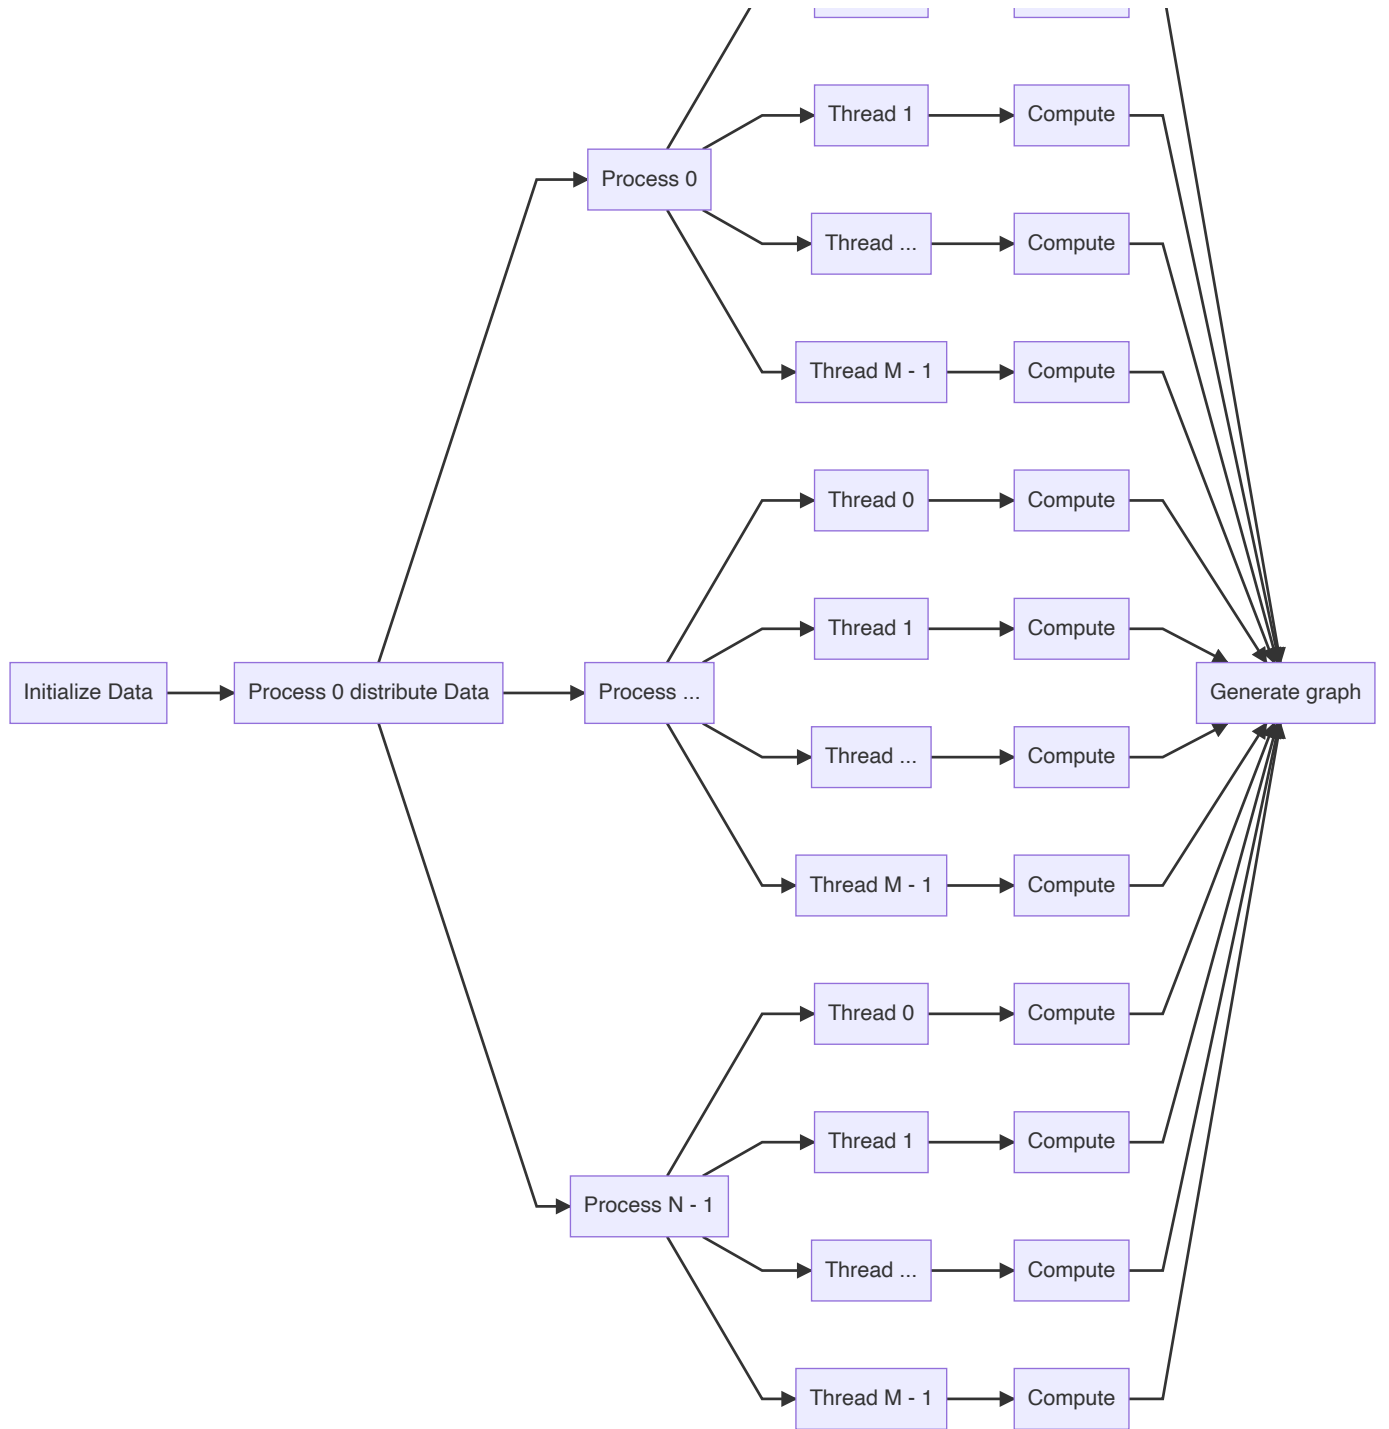 Thread 1
Compute
Process 0
Thread ...
Compute
Thread M - 1
Compute
Thread 0
Compute
Thread 1
Compute
Initialize Data
Process 0 distribute Data
Process ...
Generate graph
Thread ...
Compute
Thread M - 1
Compute
Thread 0
Compute
Thread 1
Compute
Process N - 1
Thread ...
Compute
Thread M - 1
Compute